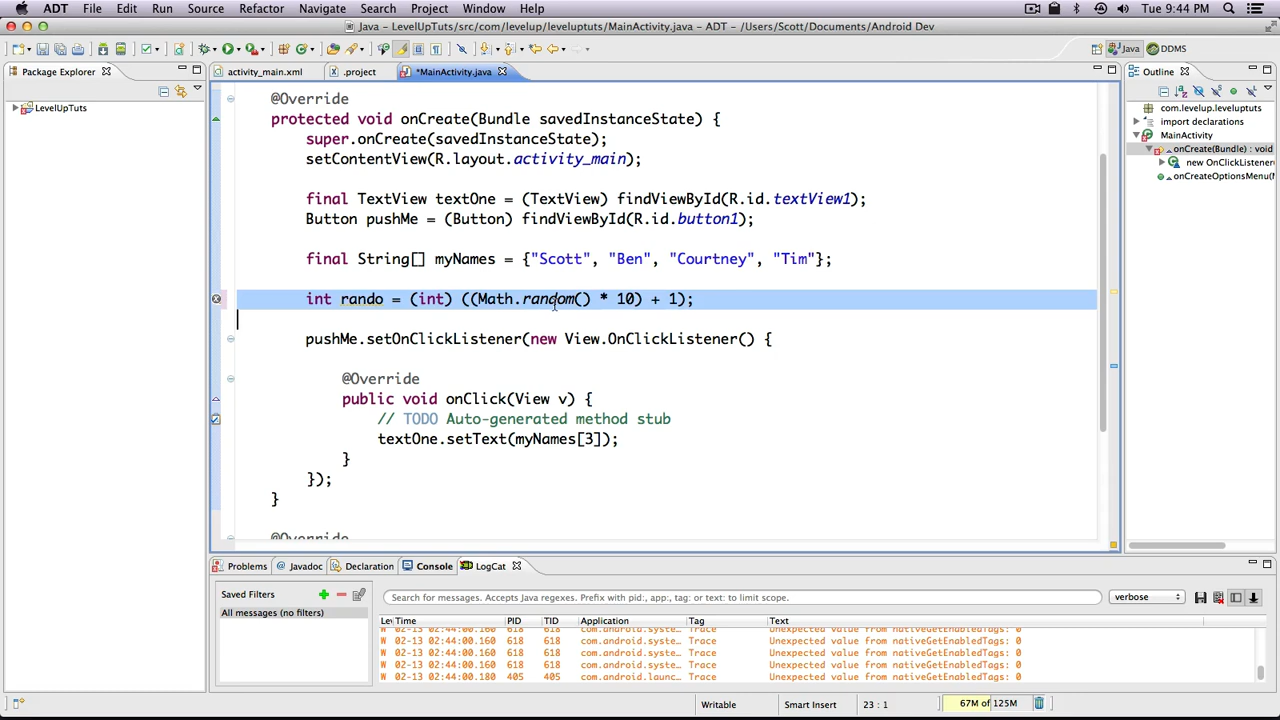 ADT File Edit Run Source Refactor Navigate Search Project Window Help Tue 9:44 PM
Java – LevelUpTuts/src/com/levelup/leveluptuts/MainActivity.java – ADT – /Users/Scott/Documents/Android Dev
Java DDMS
Package Explorer
LevelUpTuts
activity_main.xml .project *MainActivity.java
@Override
protected void onCreate(Bundle savedInstanceState) {
super.onCreate(savedInstanceState);
setContentView(R.layout.activity_main);
final TextView textOne = (TextView) findViewById(R.id.textView1);
Button pushMe = (Button) findViewById(R.id.button1);
final String[] myNames = {"Scott", "Ben", "Courtney", "Tim"};
int rando = (int) ((Math.random() * 10) + 1);
pushMe.setOnClickListener(new View.OnClickListener() {
@Override
public void onClick(View v) {
// TODO Auto-generated method stub
textOne.setText(myNames[3]);
}
});
}
@Override
Outline
com.levelup.leveluptuts
import declarations
MainActivity
onCreate(Bundle) : void
new OnClickListener(
onCreateOptionsMenu(
Problems Javadoc Declaration Console LogCat
Saved Filters
All messages (no filters)
Search for messages. Accepts Java regexes. Prefix with pid:, app:, tag: or text: to limit scope.
verbose
Time PID TID Application Tag Text
W 02-13 02:44:00.160 618 618 com.android.syste… Trace Unexpected value from nativeGetEnabledTags: 0
W 02-13 02:44:00.160 618 618 com.android.syste… Trace Unexpected value from nativeGetEnabledTags: 0
W 02-13 02:44:00.160 618 618 com.android.syste… Trace Unexpected value from nativeGetEnabledTags: 0
W 02-13 02:44:00.160 618 618 com.android.syste… Trace Unexpected value from nativeGetEnabledTags: 0
W 02-13 02:44:00.180 405 405 com.android.launc… Trace Unexpected value from nativeGetEnabledTags: 0
Writable Smart Insert 23 : 1 67M of 125M